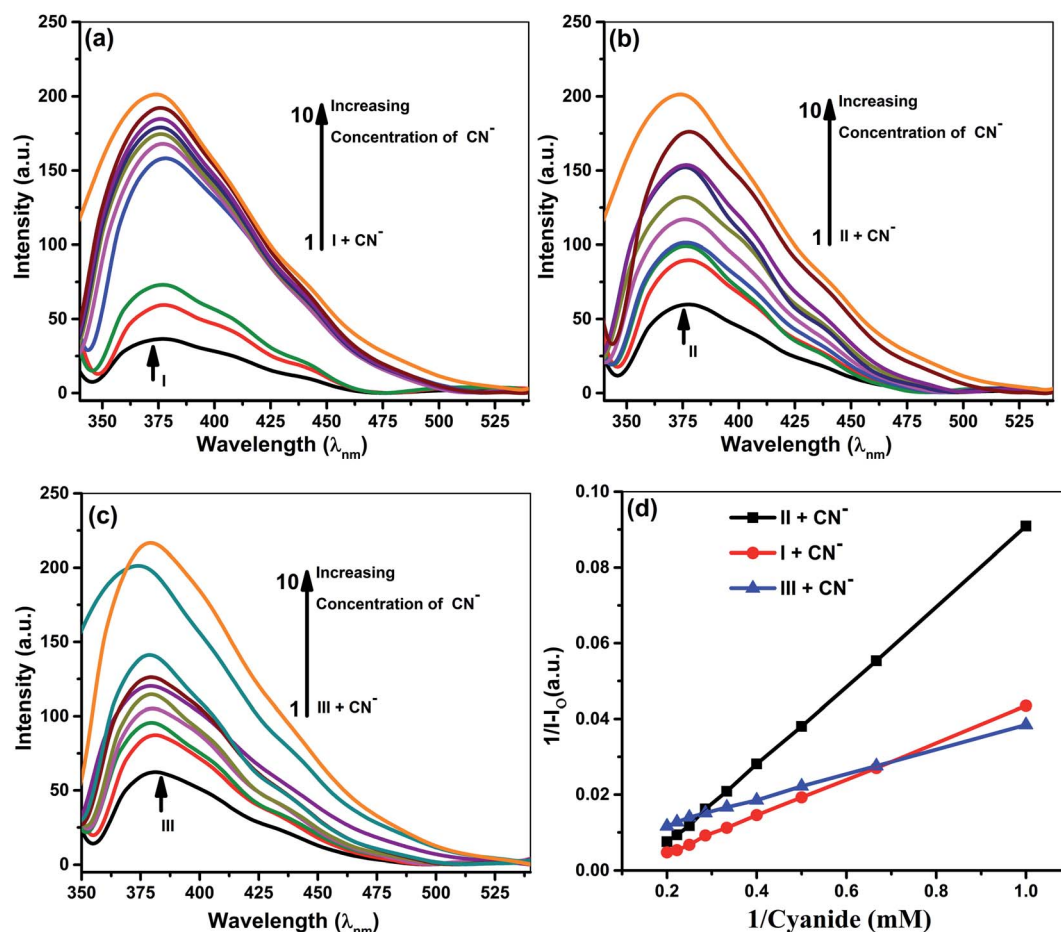 (a)
250
200
150
100
50
0
Intensity (a.u.)
10 Increasing
Concentration of CN⁻
1 I + CN⁻
I
350 375 400 425 450 475 500 525
Wavelength (λnm)
(b)
250
200
150
100
50
0
Intensity (a.u.)
10 Increasing
Concentration of CN⁻
1 II + CN⁻
II
350 375 400 425 450 475 500 525
Wavelength (λnm)
(c)
250
200
150
100
50
0
Intensity (a.u.)
10 Increasing
Concentration of CN⁻
1 III + CN⁻
III
350 375 400 425 450 475 500 525
Wavelength (λnm)
(d)
0.10
0.08
0.06
0.04
0.02
0.00
1/I-IO(a.u.)
II + CN⁻
I + CN⁻
III + CN⁻
0.2 0.4 0.6 0.8 1.0
1/Cyanide (mM)